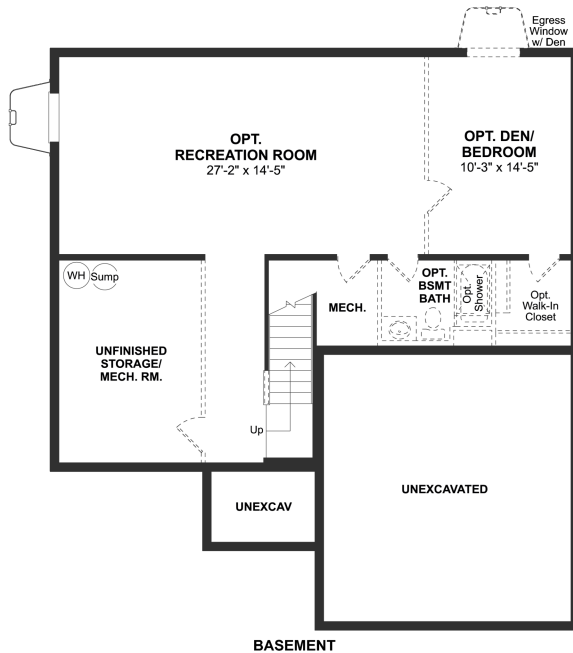 Egress
Window
w/ Den
OPT.
RECREATION ROOM
27'-2" x 14'-5"
OPT. DEN/
BEDROOM
10'-3" x 14'-5"
WH
Sump
MECH.
OPT.
BSMT
BATH
Opt.
Shower
Opt.
Walk-In
Closet
UNFINISHED
STORAGE/
MECH. RM.
Up
UNEXCAV
UNEXCAVATED
BASEMENT